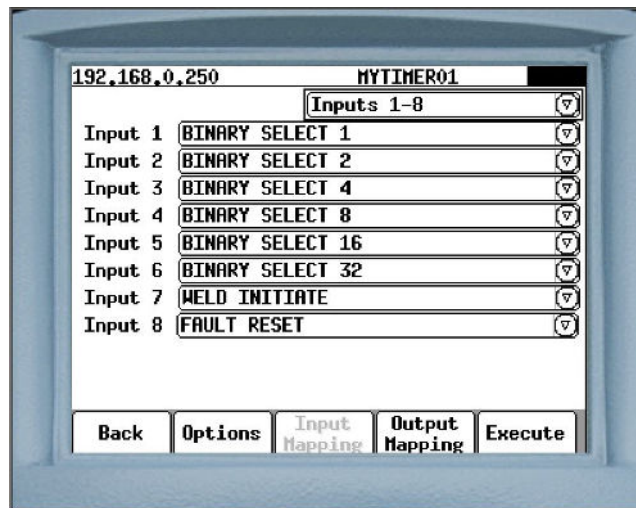 192.168.0.250 MYTIMER01
Inputs 1-8
Input 1 BINARY SELECT 1
Input 2 BINARY SELECT 2
Input 3 BINARY SELECT 4
Input 4 BINARY SELECT 8
Input 5 BINARY SELECT 16
Input 6 BINARY SELECT 32
Input 7 WELD INITIATE
Input 8 FAULT RESET
Back Options Input Mapping Output Mapping Execute